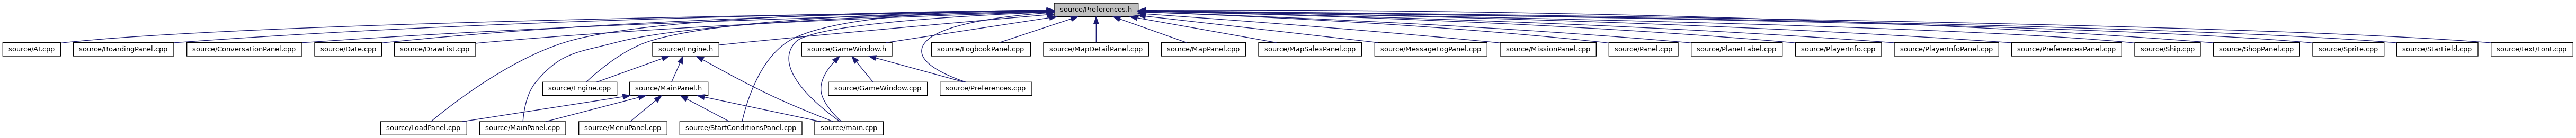 source/Preferences.h
source/AI.cpp
source/BoardingPanel.cpp
source/ConversationPanel.cpp
source/Date.cpp
source/DrawList.cpp
source/Engine.h
source/GameWindow.h
source/LogbookPanel.cpp
source/MapDetailPanel.cpp
source/MapPanel.cpp
source/MapSalesPanel.cpp
source/MessageLogPanel.cpp
source/MissionPanel.cpp
source/Panel.cpp
source/PlanetLabel.cpp
source/PlayerInfo.cpp
source/PlayerInfoPanel.cpp
source/PreferencesPanel.cpp
source/Ship.cpp
source/ShopPanel.cpp
source/Sprite.cpp
source/StarField.cpp
source/text/Font.cpp
source/Engine.cpp
source/MainPanel.h
source/GameWindow.cpp
source/Preferences.cpp
source/LoadPanel.cpp
source/MainPanel.cpp
source/MenuPanel.cpp
source/StartConditionsPanel.cpp
source/main.cpp